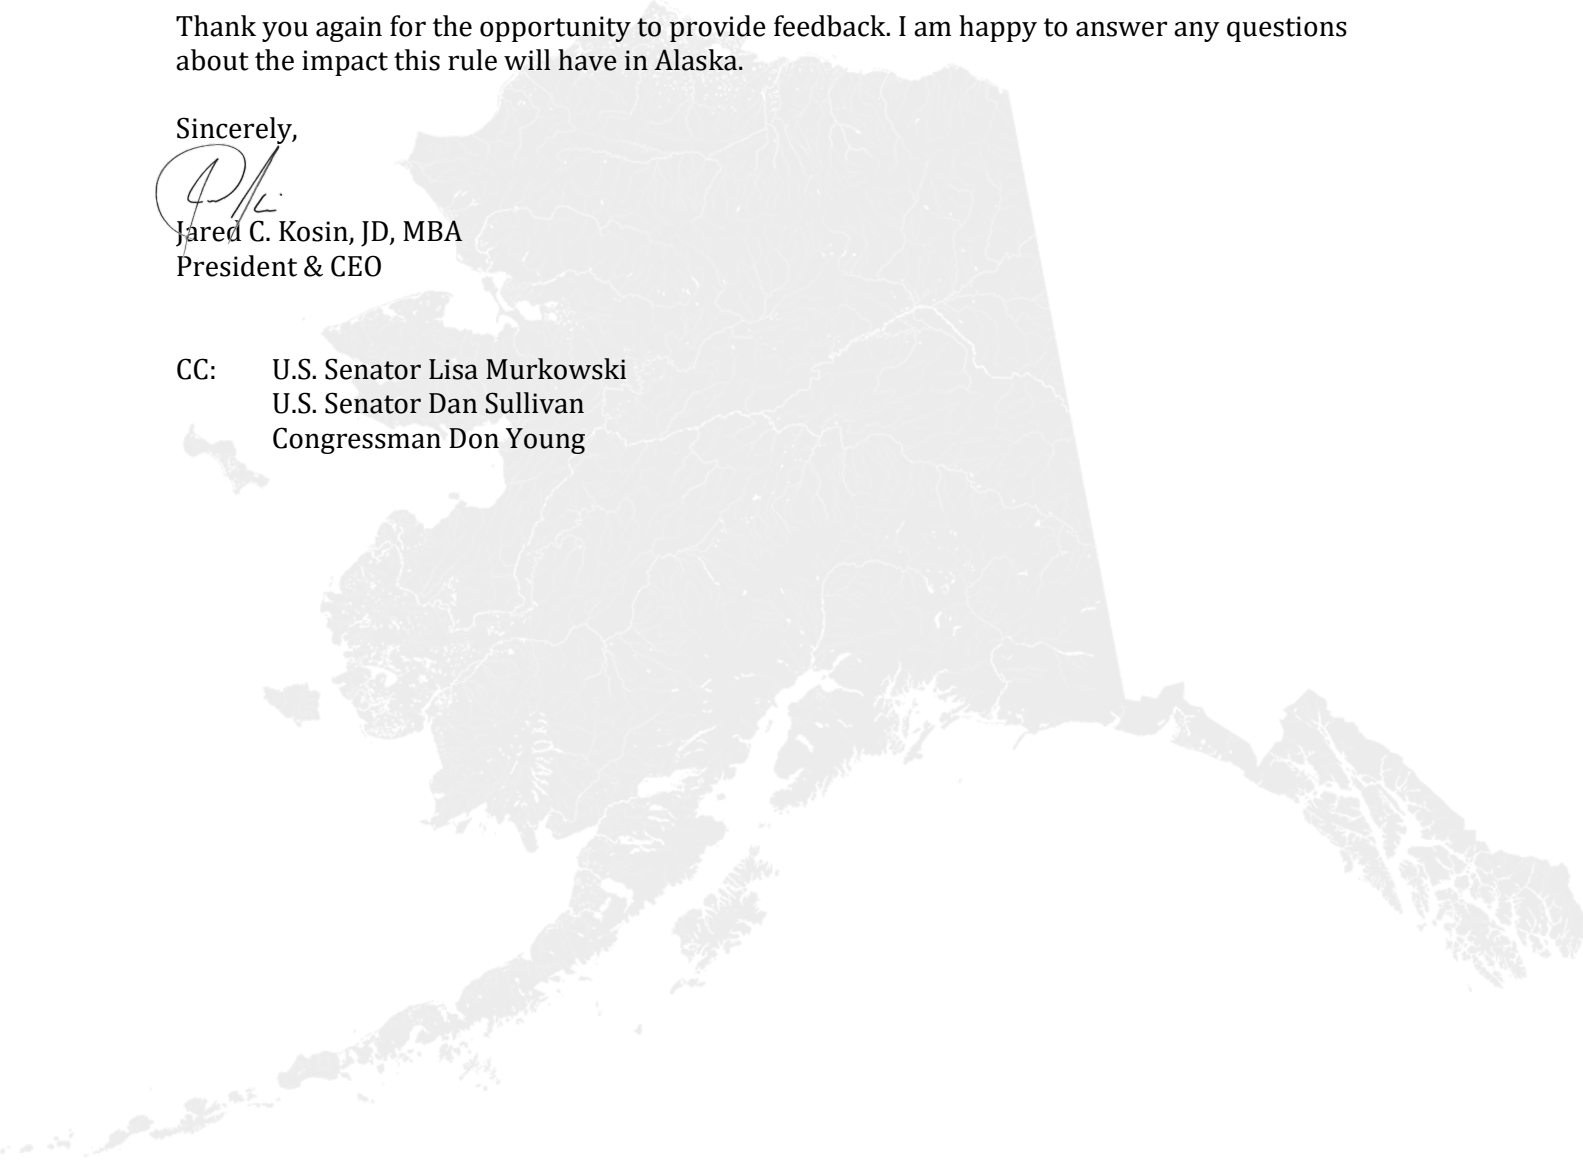 Thank you again for the opportunity to provide feedback. I am happy to answer any questions
about the impact this rule will have in Alaska.
Sincerely,
Jared C. Kosin, JD, MBA
President & CEO
CC: U.S. Senator Lisa Murkowski
U.S. Senator Dan Sullivan
Congressman Don Young